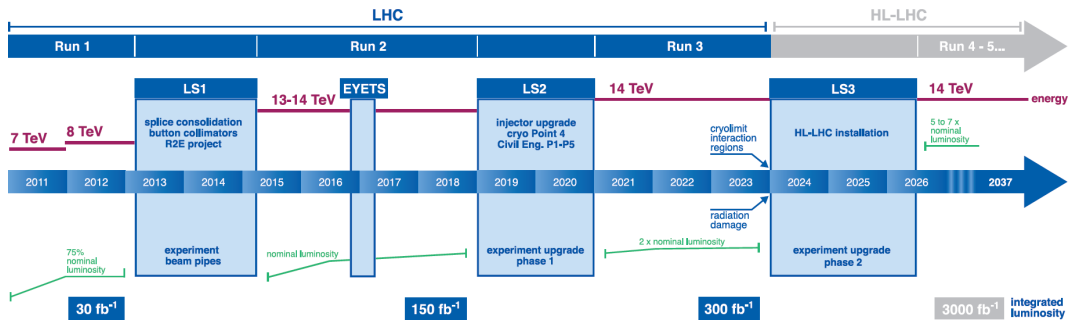 LHC
HL-LHC
Run 1
Run 2
Run 3
Run 4 - 5...
LS1
EYETS
LS2
LS3
13-14 TeV
14 TeV
14 TeV
energy
splice consolidation
button collimators
R2E project
injector upgrade
cryo Point 4
Civil Eng. P1-P5
HL-LHC installation
5 to 7 x
nominal
luminosity
7 TeV
8 TeV
cryolimit
interaction
regions
2011
2012
2013
2014
2015
2016
2017
2018
2019
2020
2021
2022
2023
2024
2025
2026
2037
radiation
damage
75%
nominal
luminosity
experiment
beam pipes
nominal luminosity
experiment upgrade
phase 1
2 x nominal luminosity
experiment upgrade
phase 2
30 fb⁻¹
150 fb⁻¹
300 fb⁻¹
3000 fb⁻¹
integrated
luminosity